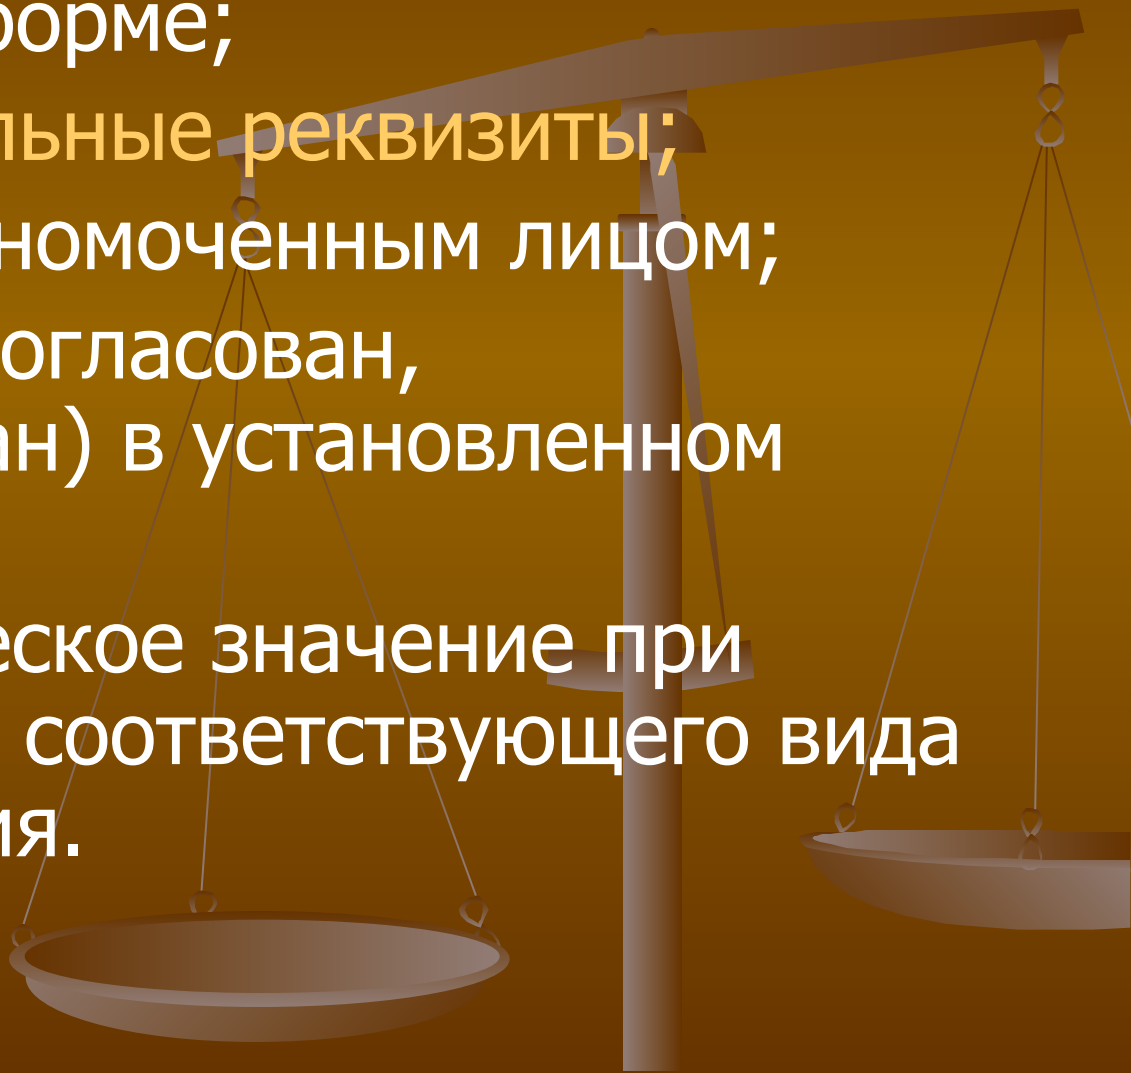 орме;
льные реквизиты;
номоченным лицом;
огласован,
ан) в установленном
еское значение при
соответствующего вида
ия.